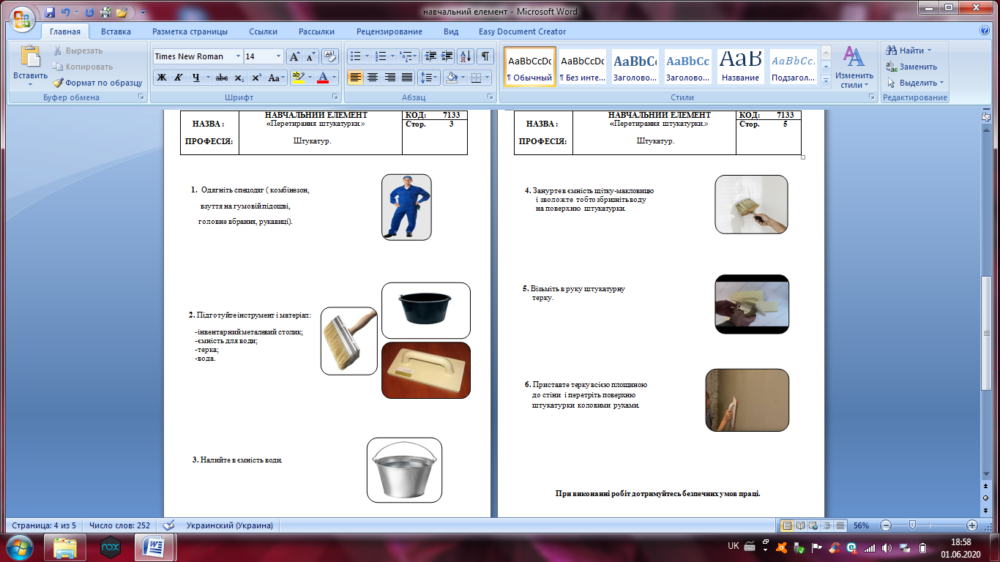 навчальний елемент - Microsoft Word
Главная Вставка Разметка страницы Ссылки Рассылки Рецензирование Вид Easy Document Creator
Вставить
Вырезать
Копировать
Формат по образцу
Буфер обмена
Times New Roman 14
Ж К Ч abc x₂ x² Aa
Шрифт
Абзац
AaBbCcDc AaBbCcDc AaBbC AaBbCc AaB AaBbCc.
¶ Обычный ¶ Без инте... Заголово... Заголово... Название Подзагол...
Стили
Изменить
стили
Найти
Заменить
Выделить
Редактирование
НАЗВА :
ПРОФЕСІЯ:
НАВЧАЛЬНИЙ ЕЛЕМЕНТ
«Перетирання штукатурки.»
Штукатур.
КОД: 7133
Стор. 3
1. Одягніть спецодяг ( комбінезон,
взуття на гумовій підошві,
головне вбрання, рукавиці).
2. Підготуйте інструмент і матеріал:
-інвентарний металевий столик;
-ємність для води;
-терка;
-вода.
3. Налийте в ємність води.
НАЗВА :
ПРОФЕСІЯ:
НАВЧАЛЬНИЙ ЕЛЕМЕНТ
«Перетирання штукатурки.»
Штукатур.
КОД: 7133
Стор. 5
4. Занурте в ємність щітку-макловицю
і зволожте тобто збризніть воду
на поверхню штукатурки.
5. Візьміть в руку штукатурну
терку.
6. Приставте терку всією площиною
до стіни і перетріть поверхню
штукатурки коловими рухами.
При виконанні робіт дотримуйтесь безпечних умов праці.
Страница: 4 из 5 Число слов: 252 Украинский (Украина) 56%
nox
UK
18:58
01.06.2020